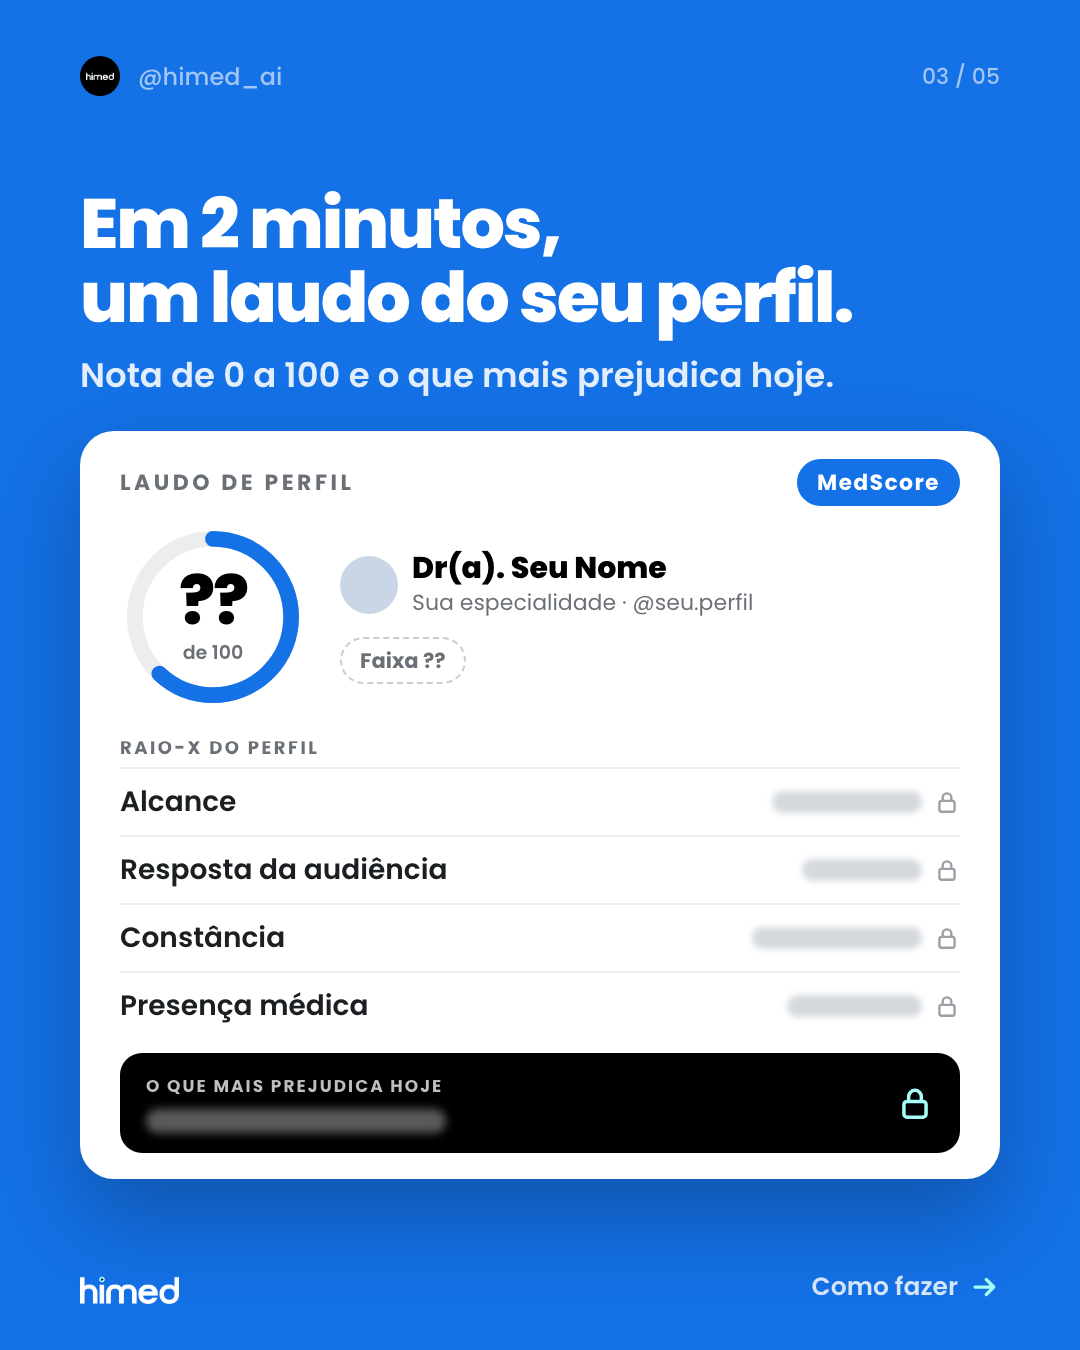 himed
@himed_ai
03 / 05
Em 2 minutos,
um laudo do seu perfil.
Nota de 0 a 100 e o que mais prejudica hoje.
LAUDO DE PERFIL
MedScore
??
de 100
Dr(a). Seu Nome
Sua especialidade · @seu.perfil
Faixa ??
RAIO-X DO PERFIL
Alcance
Resposta da audiência
Constância
Presença médica
O QUE MAIS PREJUDICA HOJE
himed
Como fazer →